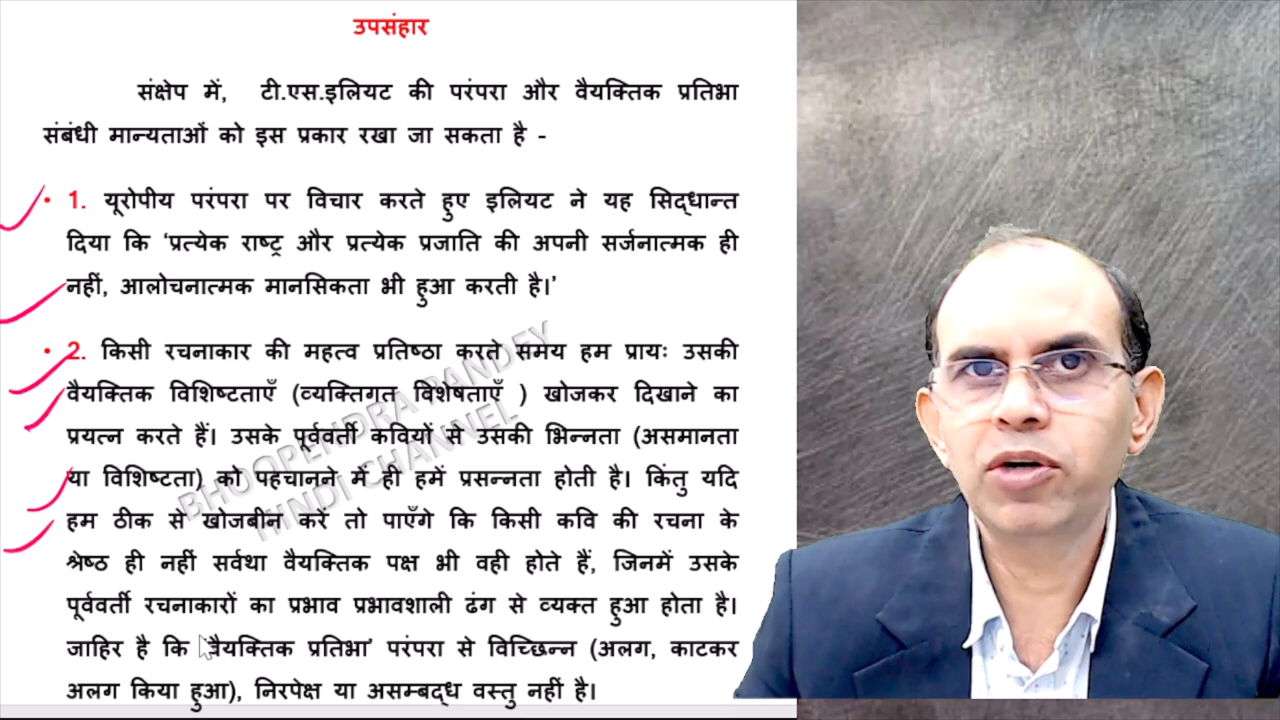 उपसंहार
संक्षेप में, टी.एस.इलियट की परंपरा और वैयक्तिक प्रतिभा
संबंधी मान्यताओं को इस प्रकार रखा जा सकता है -
• 1. यूरोपीय परंपरा पर विचार करते हुए इलियट ने यह सिद्धान्त
दिया कि ‘प्रत्येक राष्ट्र और प्रत्येक प्रजाति की अपनी सर्जनात्मक ही
नहीं, आलोचनात्मक मानसिकता भी हुआ करती है।’
• 2. किसी रचनाकार की महत्व प्रतिष्ठा करते समय हम प्रायः उसकी
वैयक्तिक विशिष्टताएँ (व्यक्तिगत विशेषताएँ ) खोजकर दिखाने का
प्रयत्न करते हैं। उसके पूर्ववर्ती कवियों से उसकी भिन्नता (असमानता
या विशिष्टता) को पहचानने में ही हमें प्रसन्नता होती है। किंतु यदि
हम ठीक से खोजबीन करें तो पाएँगे कि किसी कवि की रचना के
श्रेष्ठ ही नहीं सर्वथा वैयक्तिक पक्ष भी वही होते हैं, जिनमें उसके
पूर्ववर्ती रचनाकारों का प्रभाव प्रभावशाली ढंग से व्यक्त हुआ होता है।
जाहिर है कि ‘वैयक्तिक प्रतिभा’ परंपरा से विच्छिन्न (अलग, काटकर
अलग किया हुआ), निरपेक्ष या असम्बद्ध वस्तु नहीं है।
BHOOPENDRA PANDEY
HINDI CHANNEL